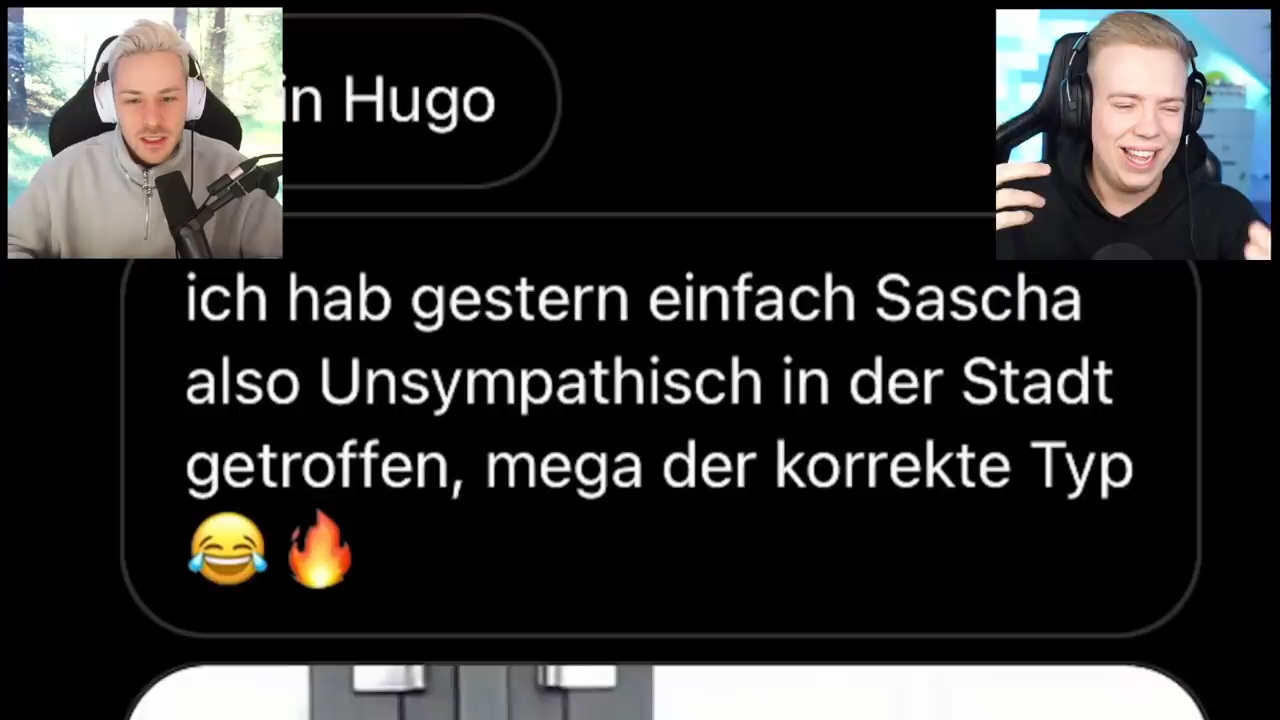 in Hugo
ich hab gestern einfach Sascha
also Unsympathisch in der Stadt
getroffen, mega der korrekte Typ
😂 🔥